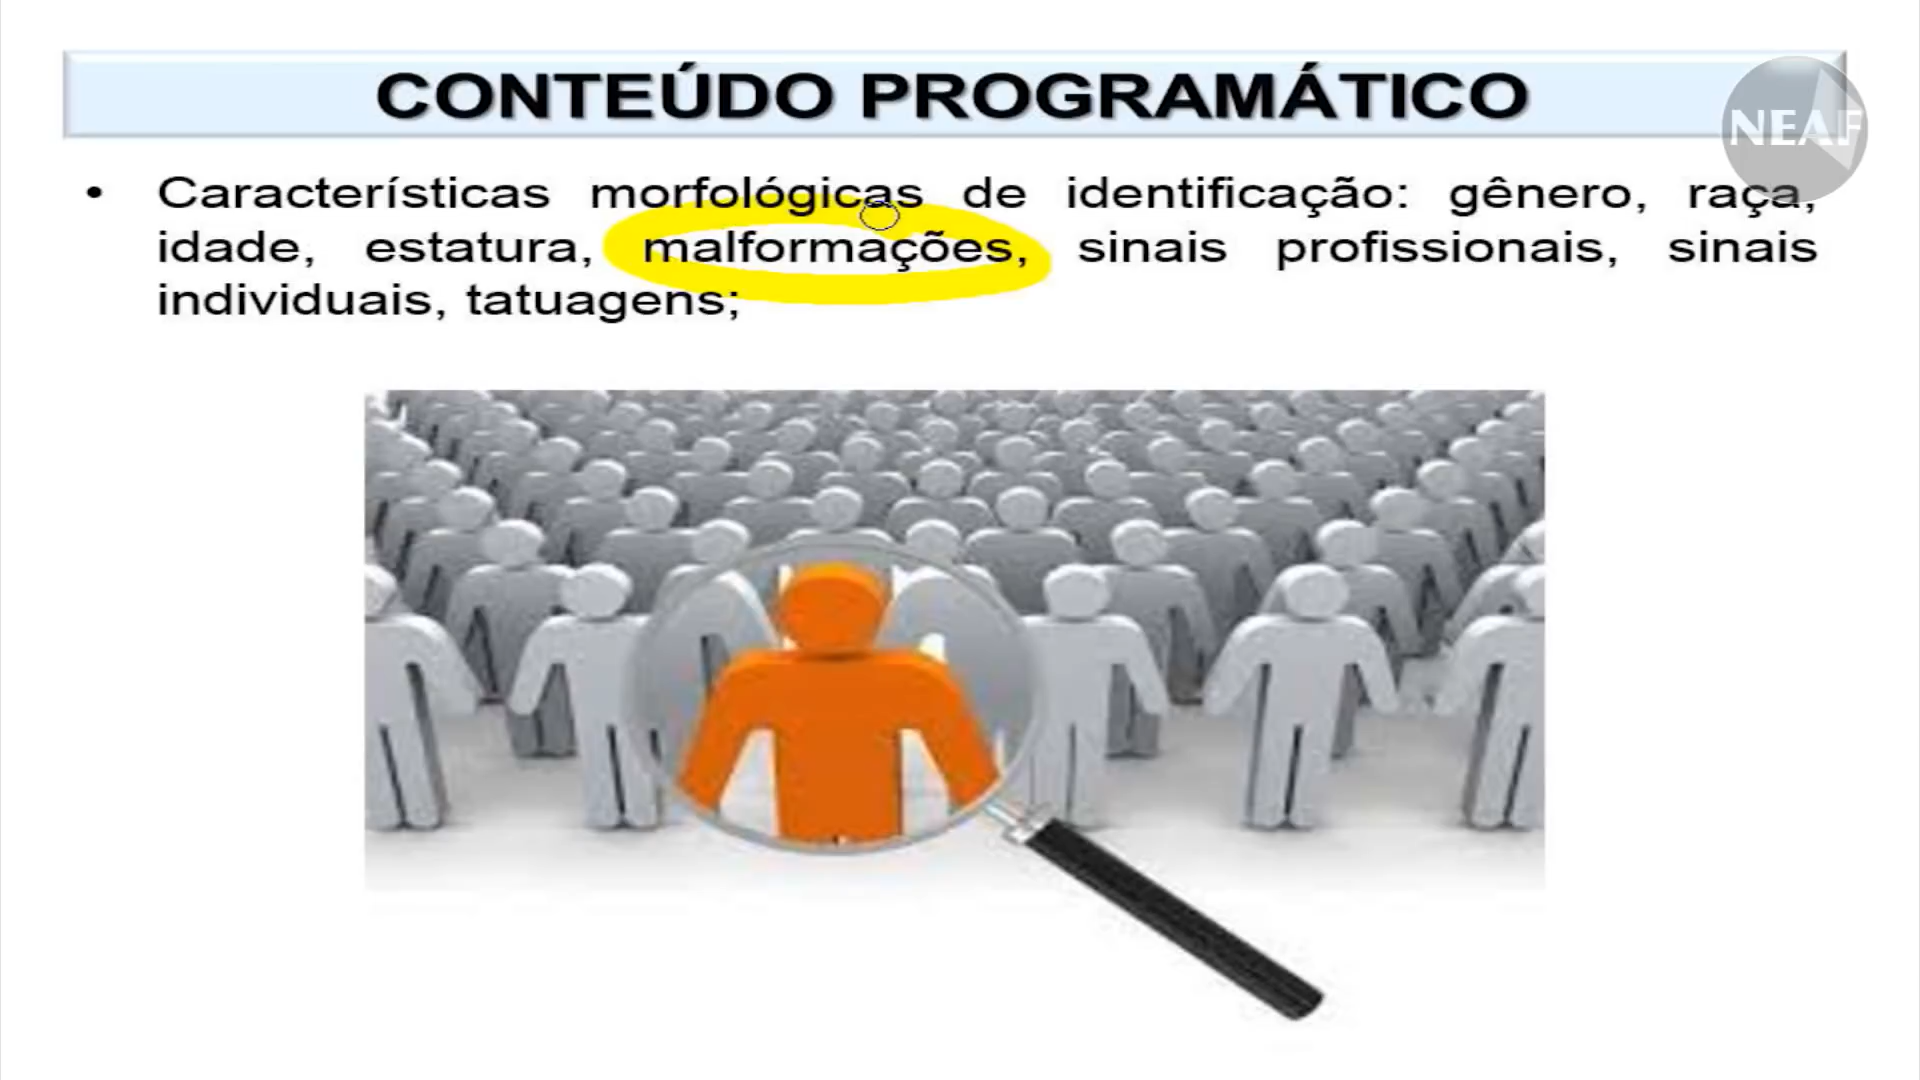 CONTEÚDO PROGRAMÁTICO
NEAF
• Características morfológicas de identificação: gênero, raça,
idade, estatura, malformações, sinais profissionais, sinais
individuais, tatuagens;